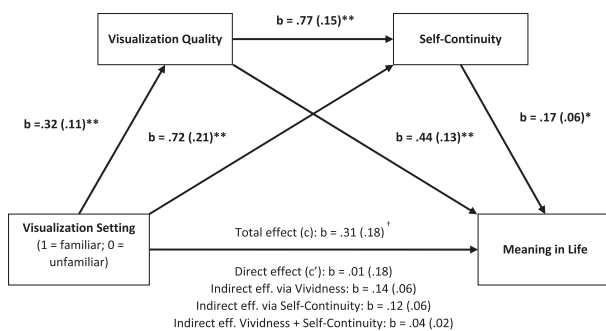 b = .77 (.15)**
Visualization Quality
Self-Continuity
b =.32 (.11)**
b = .72 (.21)**
b = .44 (.13)**
b = .17 (.06)*
Visualization Setting
(1 = familiar; 0 =
unfamiliar)
Total effect (c): b = .31 (.18) †
Meaning in Life
Direct effect (c’): b = .01 (.18)
Indirect eff. via Vividness: b = .14 (.06)
Indirect eff. via Self-Continuity: b = .12 (.06)
Indirect eff. Vividness + Self-Continuity: b = .04 (.02)